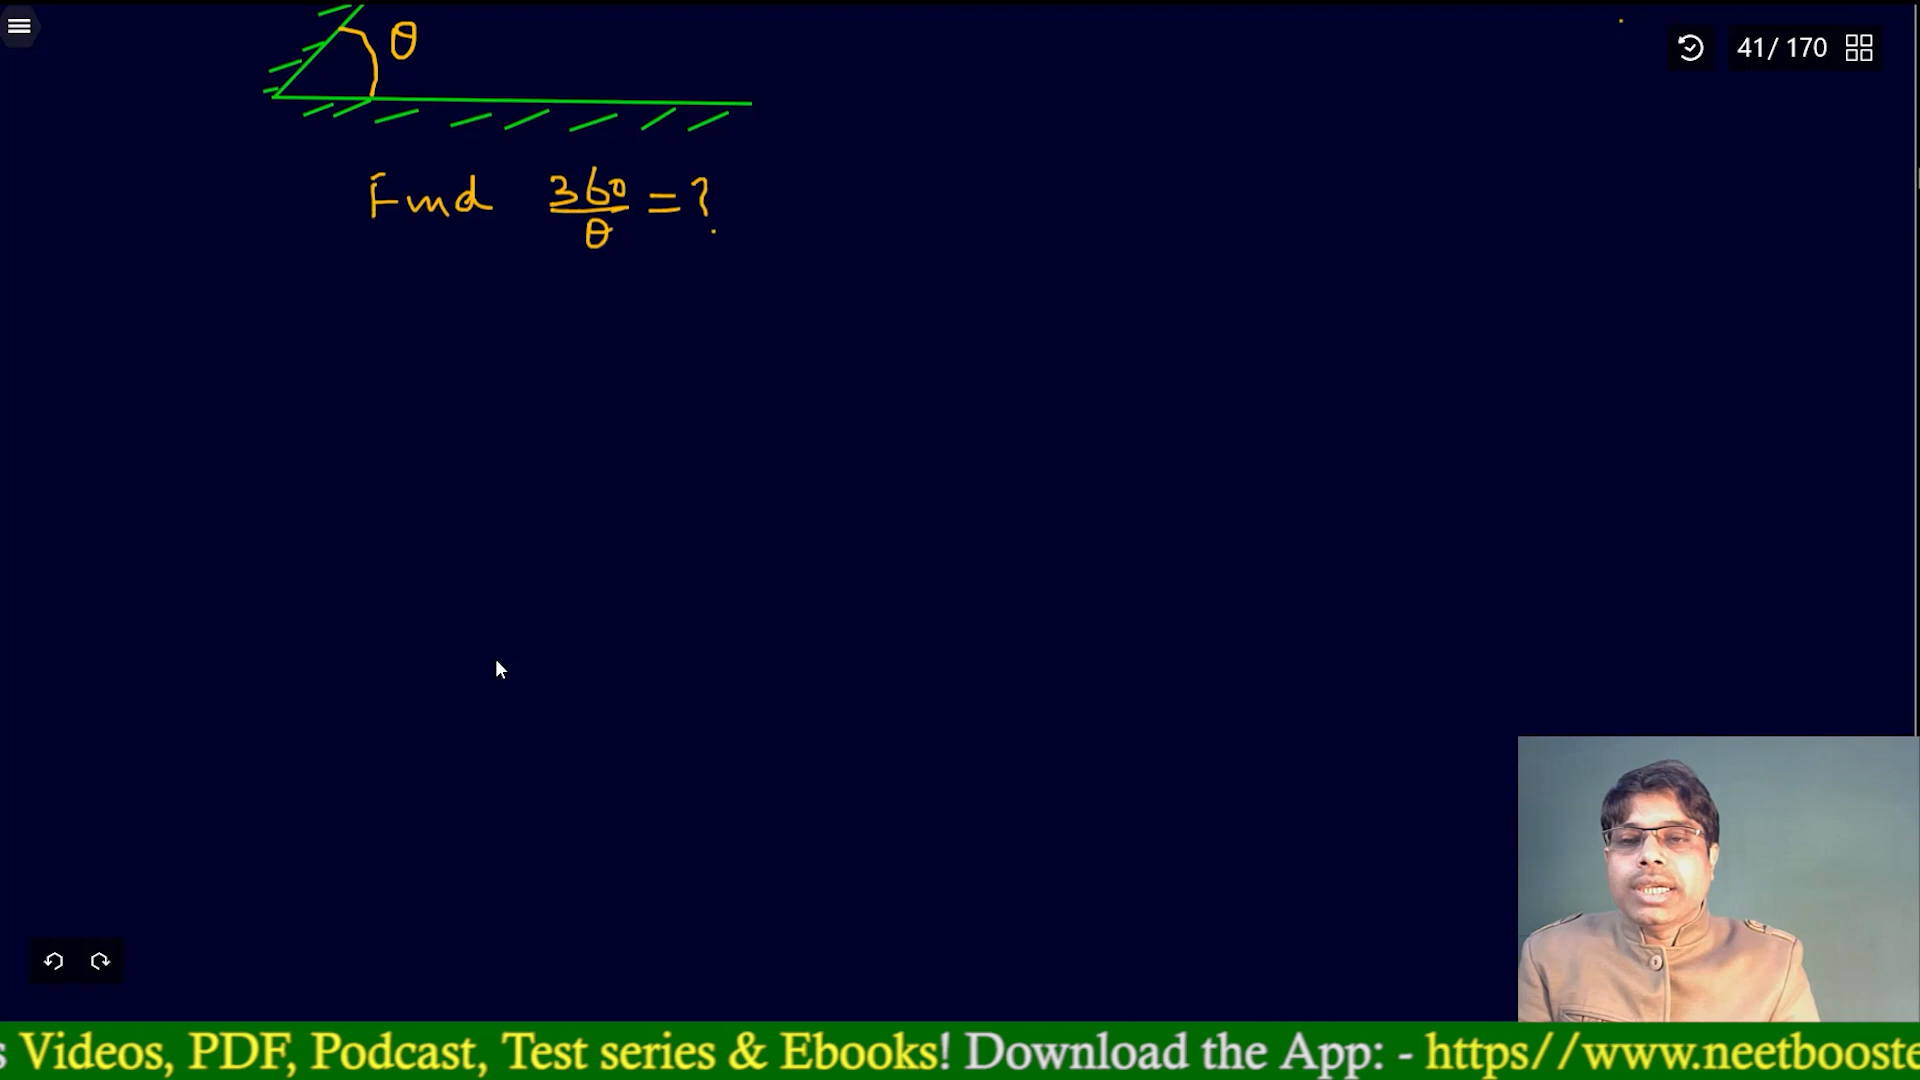 41/ 170
θ
Find 360/θ = ?
s Videos, PDF, Podcast, Test series & Ebooks! Download the App: - https//www.neetbooste